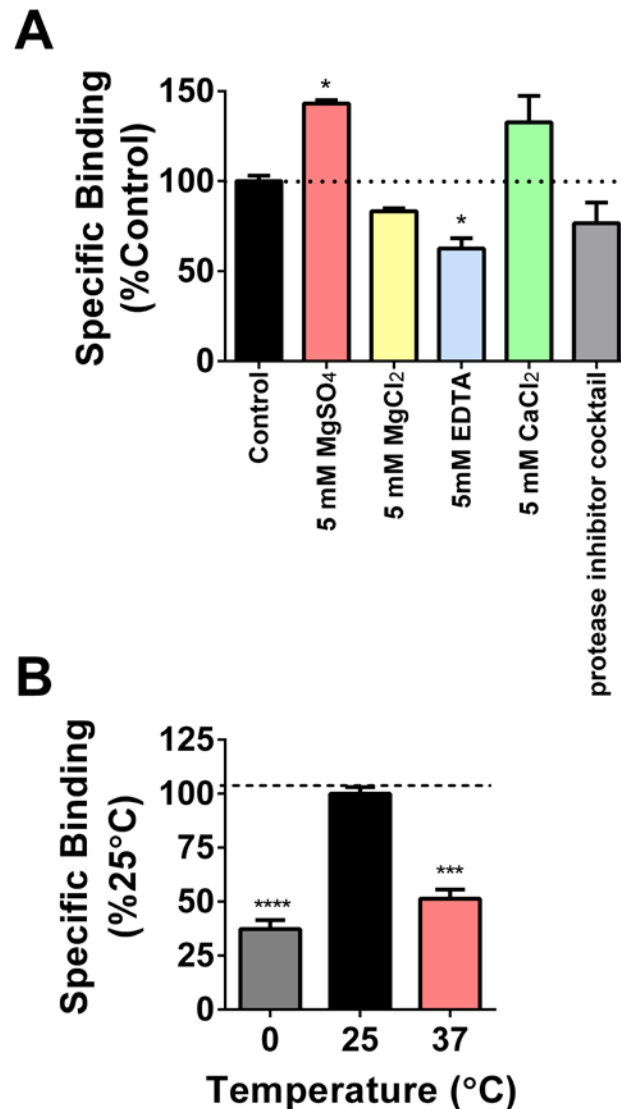 A
Specific Binding
(%Control)
150
100
50
0
*
*
Control
5 mM MgSO4
5 mM MgCl2
5mM EDTA
5 mM CaCl2
protease inhibitor cocktail
B
Specific Binding
(%25°C)
125
100
75
50
25
0
****
***
0 25 37
Temperature (°C)